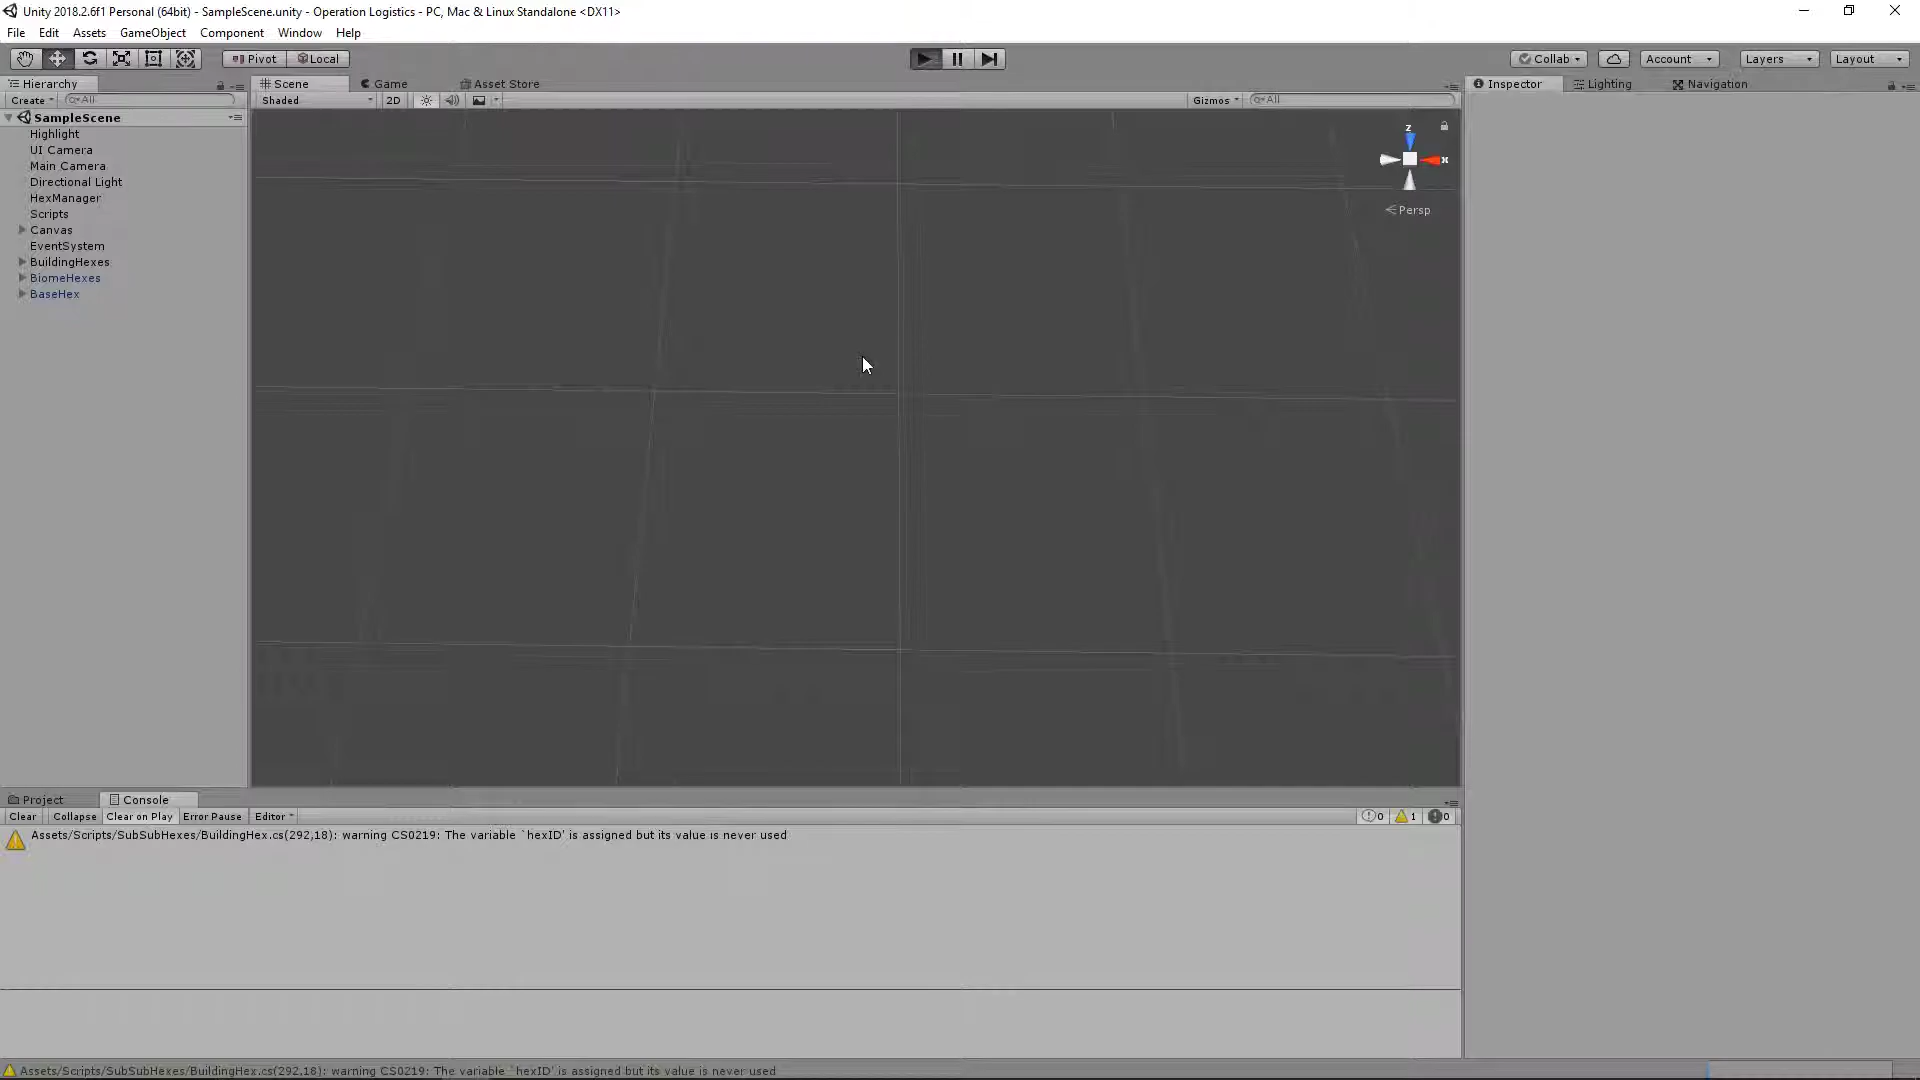 Unity 2018.2.6f1 Personal (64bit) - SampleScene.unity - Operation Logistics - PC, Mac & Linux Standalone <DX11>
File Edit Assets GameObject Component Window Help
Pivot Local Collab Account Layers Layout
Hierarchy Scene Game Asset Store Inspector Lighting Navigation
Create All Shaded 2D Gizmos All
SampleScene
Highlight
UI Camera
Main Camera
Directional Light
HexManager
Scripts
Canvas
EventSystem
BuildingHexes
BiomeHexes
BaseHex
z
x
Persp
Project Console
Clear Collapse Clear on Play Error Pause Editor 0 1 0
Assets/Scripts/SubSubHexes/BuildingHex.cs(292,18): warning CS0219: The variable `hexID' is assigned but its value is never used
Assets/Scripts/SubSubHexes/BuildingHex.cs(292,18): warning CS0219: The variable `hexID' is assigned but its value is never used